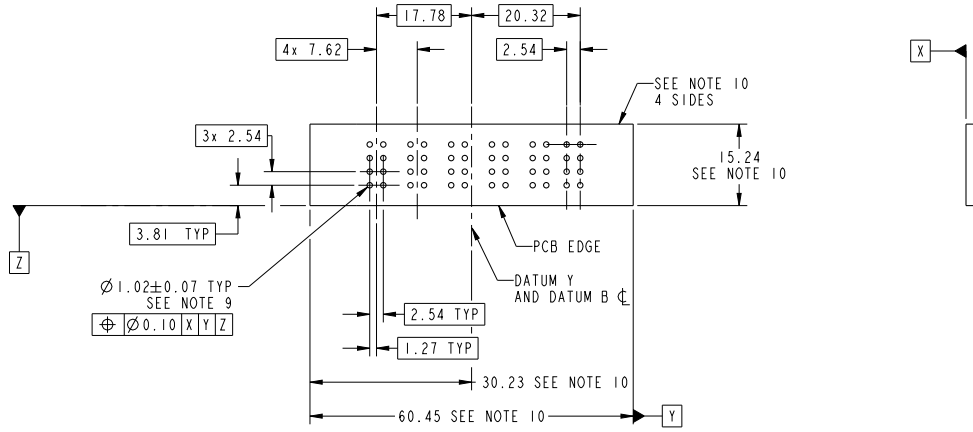 17.78
20.32
4x 7.62
2.54
X
SEE NOTE 10
4 SIDES
3x 2.54
15.24
SEE NOTE 10
3.81 TYP
Z
PCB EDGE
DATUM Y
AND DATUM B ℄
Ø1.02±0.07 TYP
SEE NOTE 9
⌖ Ø0.10 X Y Z
2.54 TYP
1.27 TYP
30.23 SEE NOTE 10
60.45 SEE NOTE 10
Y